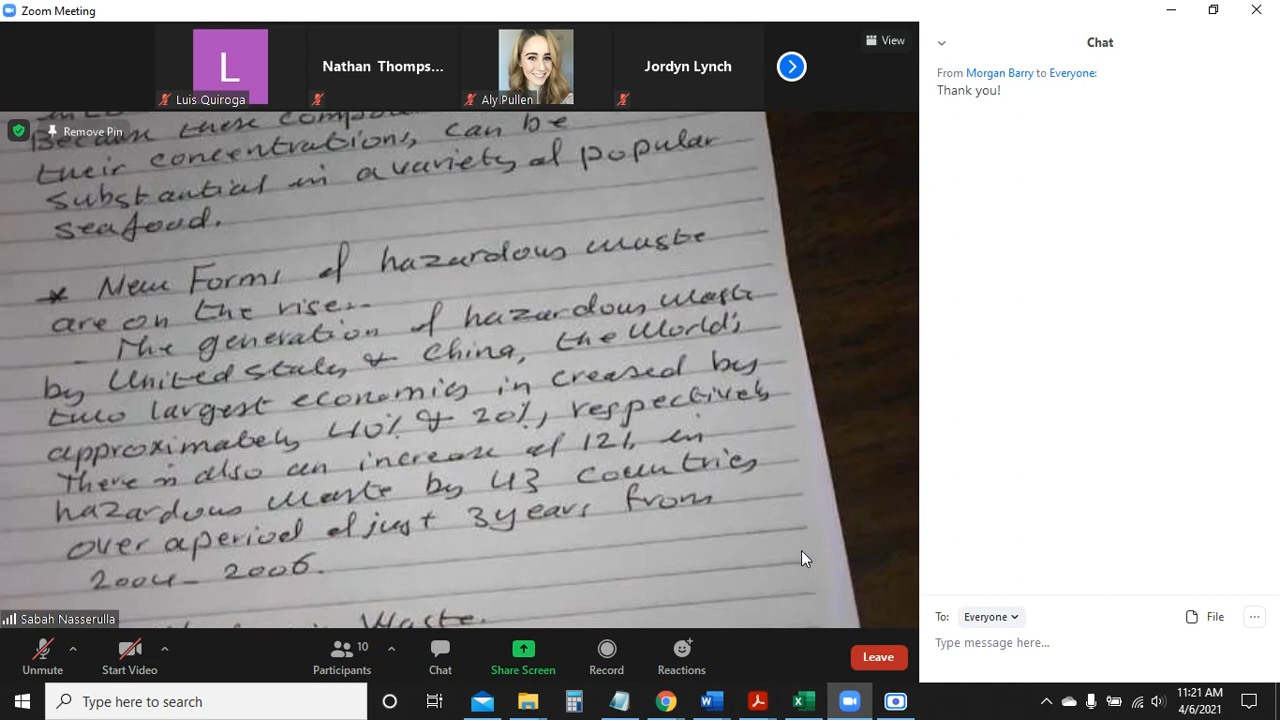 Zoom Meeting
View
L
Nathan Thomps...
Jordyn Lynch
Luis Quiroga
Aly Pullen
Remove Pin
Because these
their concentrations, can be
substantial in a variety of popular
seafood.
* New Forms of hazardous waste
are on the rise..
- The generation of hazardous waste
by United States & China, the World's
two largest economies increased by
approximately 40% & 20%, respectively
There is also an increase of 12% in
hazardous waste by 43 countries
over a period of just 3 years from
2004 - 2006.
Waste.
Sabah Nasserulla
Unmute
Start Video
10
Participants
Chat
Share Screen
Record
Reactions
Leave
Chat
From Morgan Barry to Everyone:
Thank you!
To: Everyone
File
...
Type message here...
Type here to search
11:21 AM
4/6/2021